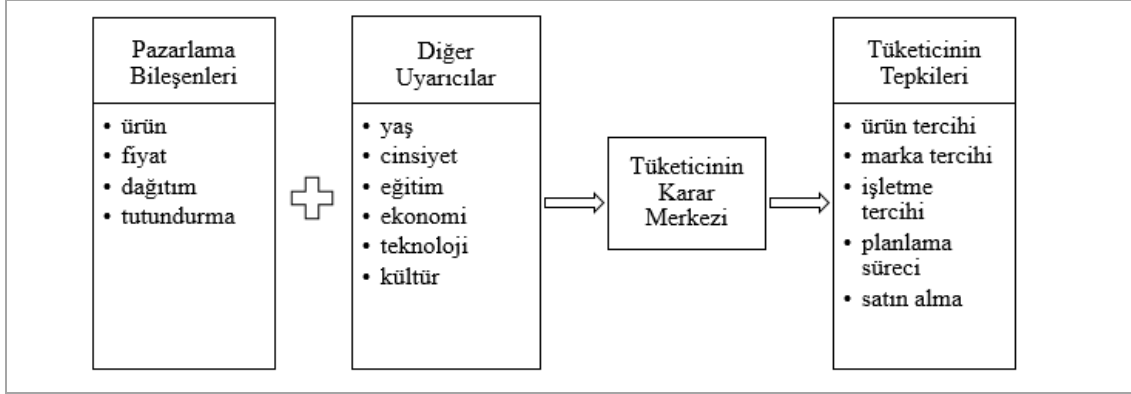 Pazarlama
Bileşenleri
• ürün
• fiyat
• dağıtım
• tutundurma
Diğer
Uyarıcılar
• yaş
• cinsiyet
• eğitim
• ekonomi
• teknoloji
• kültür
Tüketicinin
Karar
Merkezi
Tüketicinin
Tepkileri
• ürün tercihi
• marka tercihi
• işletme
tercihi
• planlama
süreci
• satın alma